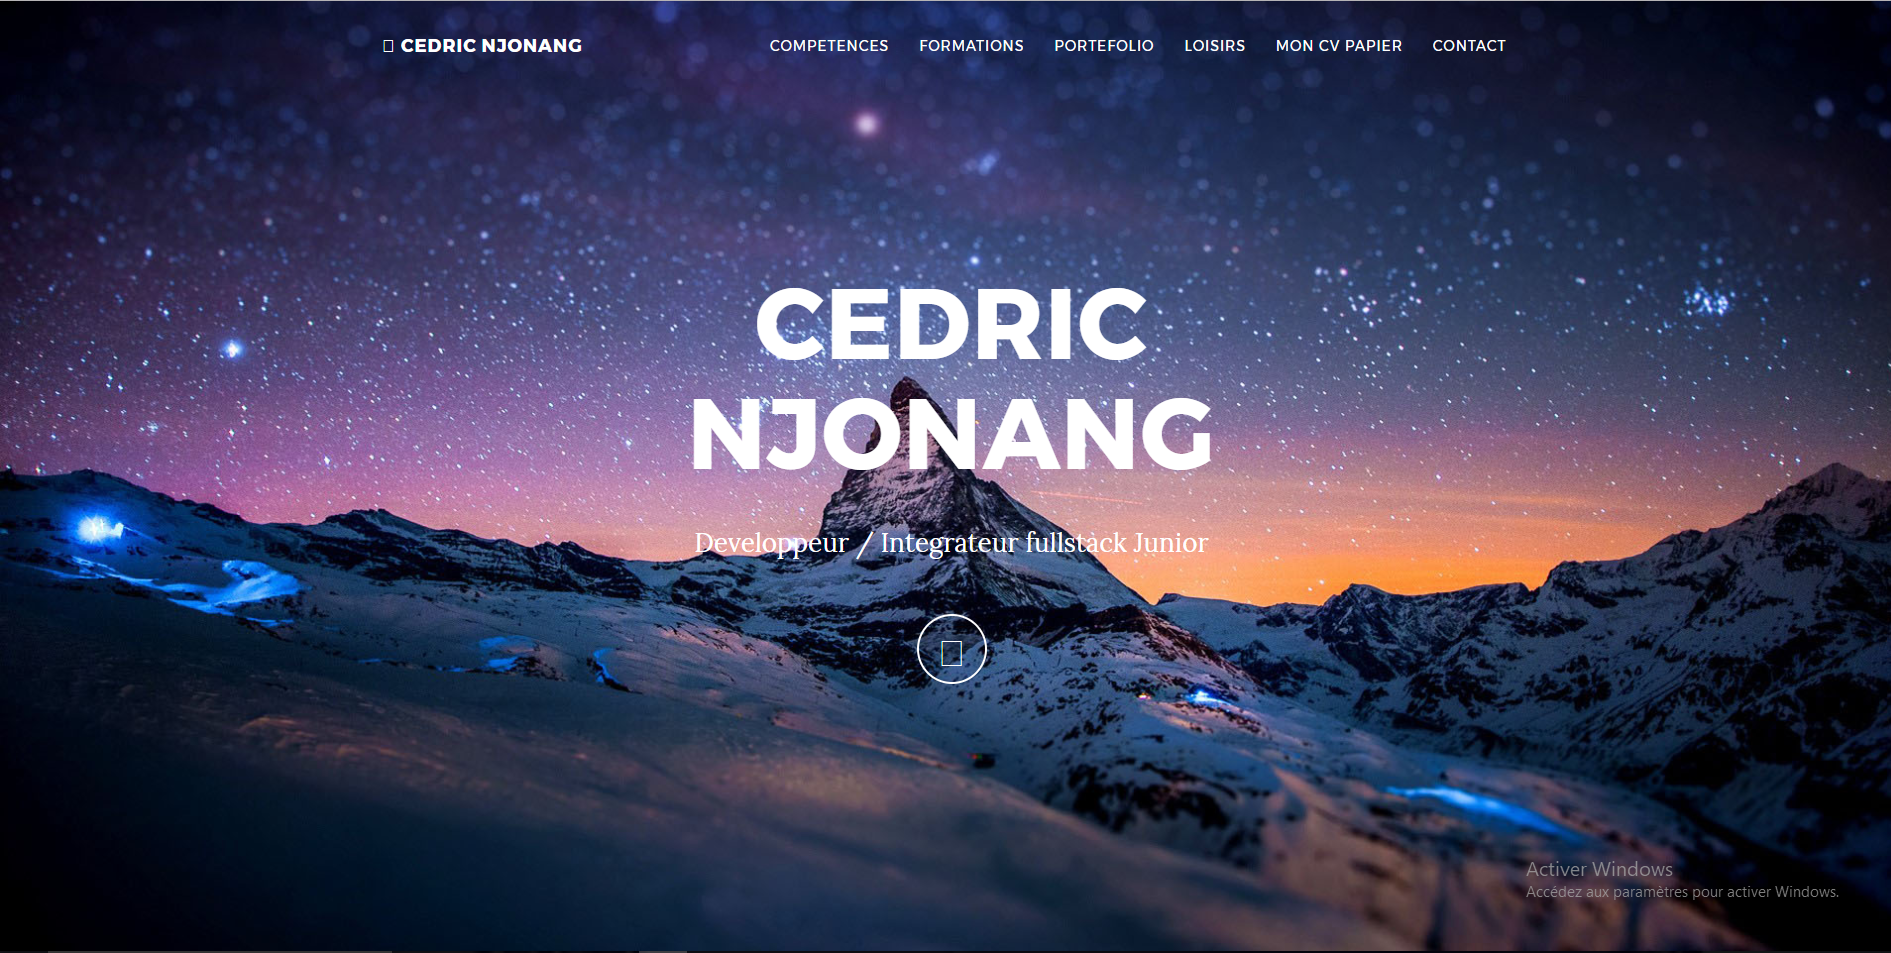 CEDRIC NJONANG
COMPETENCES FORMATIONS PORTEFOLIO LOISIRS MON CV PAPIER CONTACT
CEDRIC
NJONANG
Developpeur / Integrateur fullstàck Junior
Activer Windows
Accédez aux paramètres pour activer Windows.